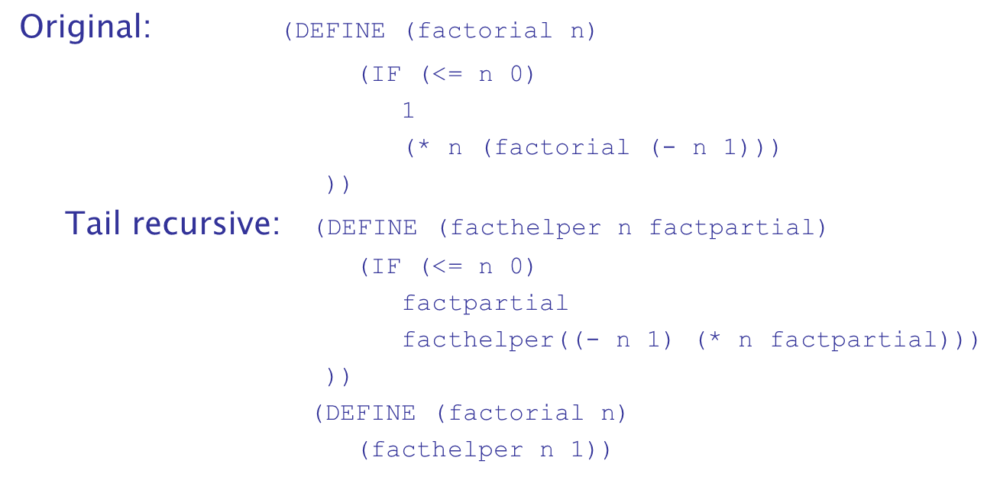 Original: (DEFINE (factorial n)
(IF (<= n 0)
1
(* n (factorial (- n 1)))
))
Tail recursive: (DEFINE (facthelper n factpartial)
(IF (<= n 0)
factpartial
facthelper((- n 1) (* n factpartial)))
))
(DEFINE (factorial n)
(facthelper n 1))